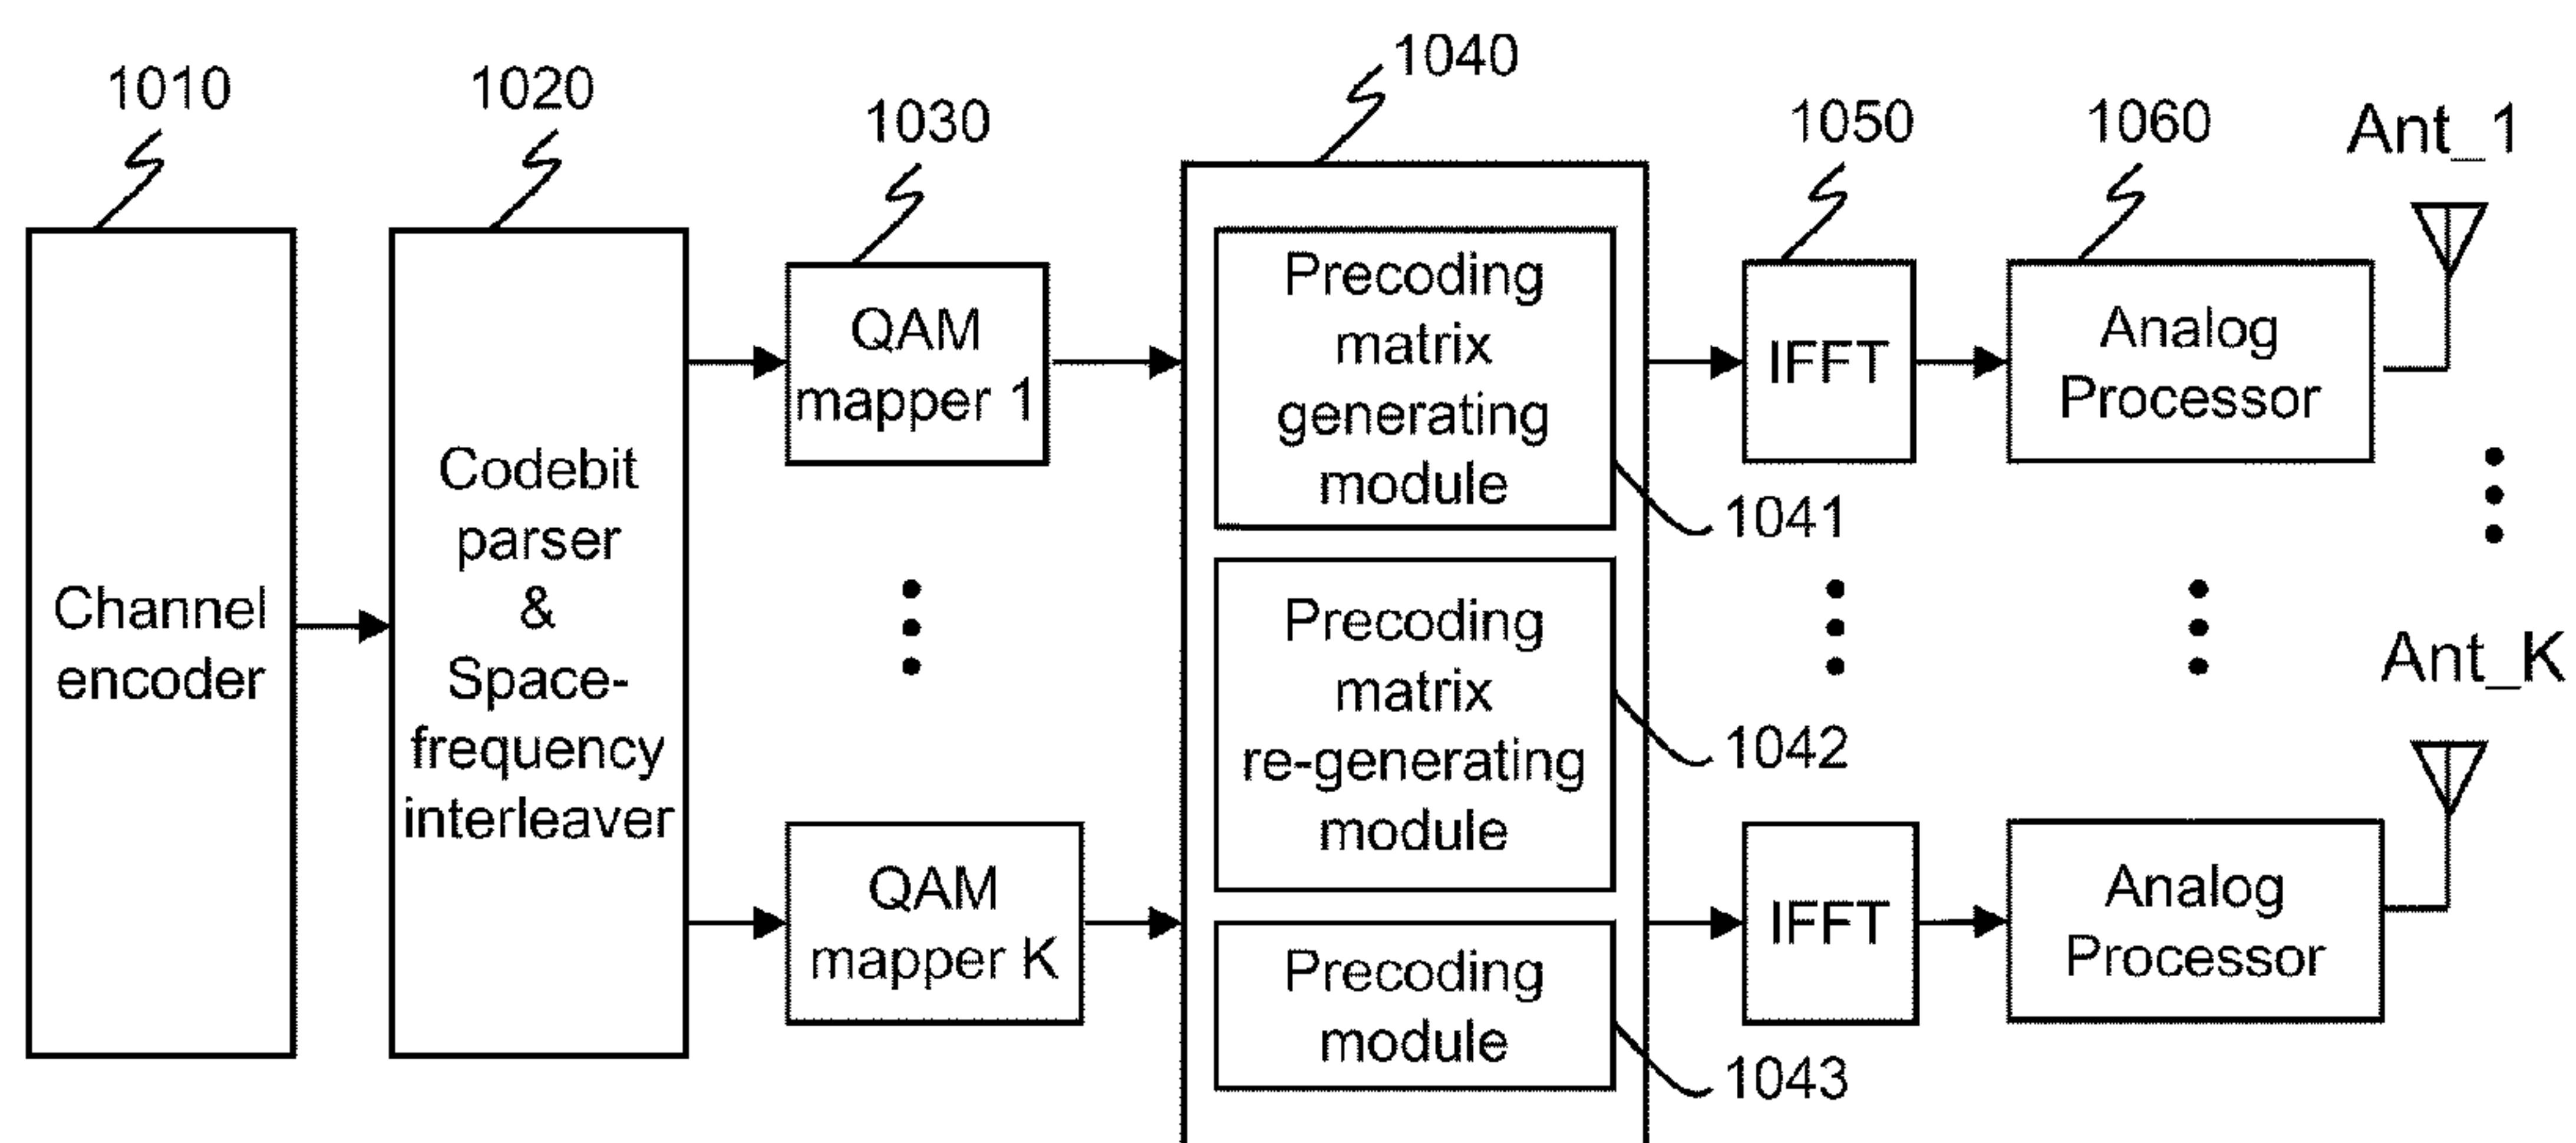 1010
1020
1030
1040
1050
1060
Ant_1
Channel
encoder
Codebit
parser
&
Space-
frequency
interleaver
QAM
mapper 1
QAM
mapper K
Precoding
matrix
generating
module
1041
Precoding
matrix
re-generating
module
1042
Precoding
module
1043
IFFT
Analog
Processor
IFFT
Analog
Processor
Ant_K